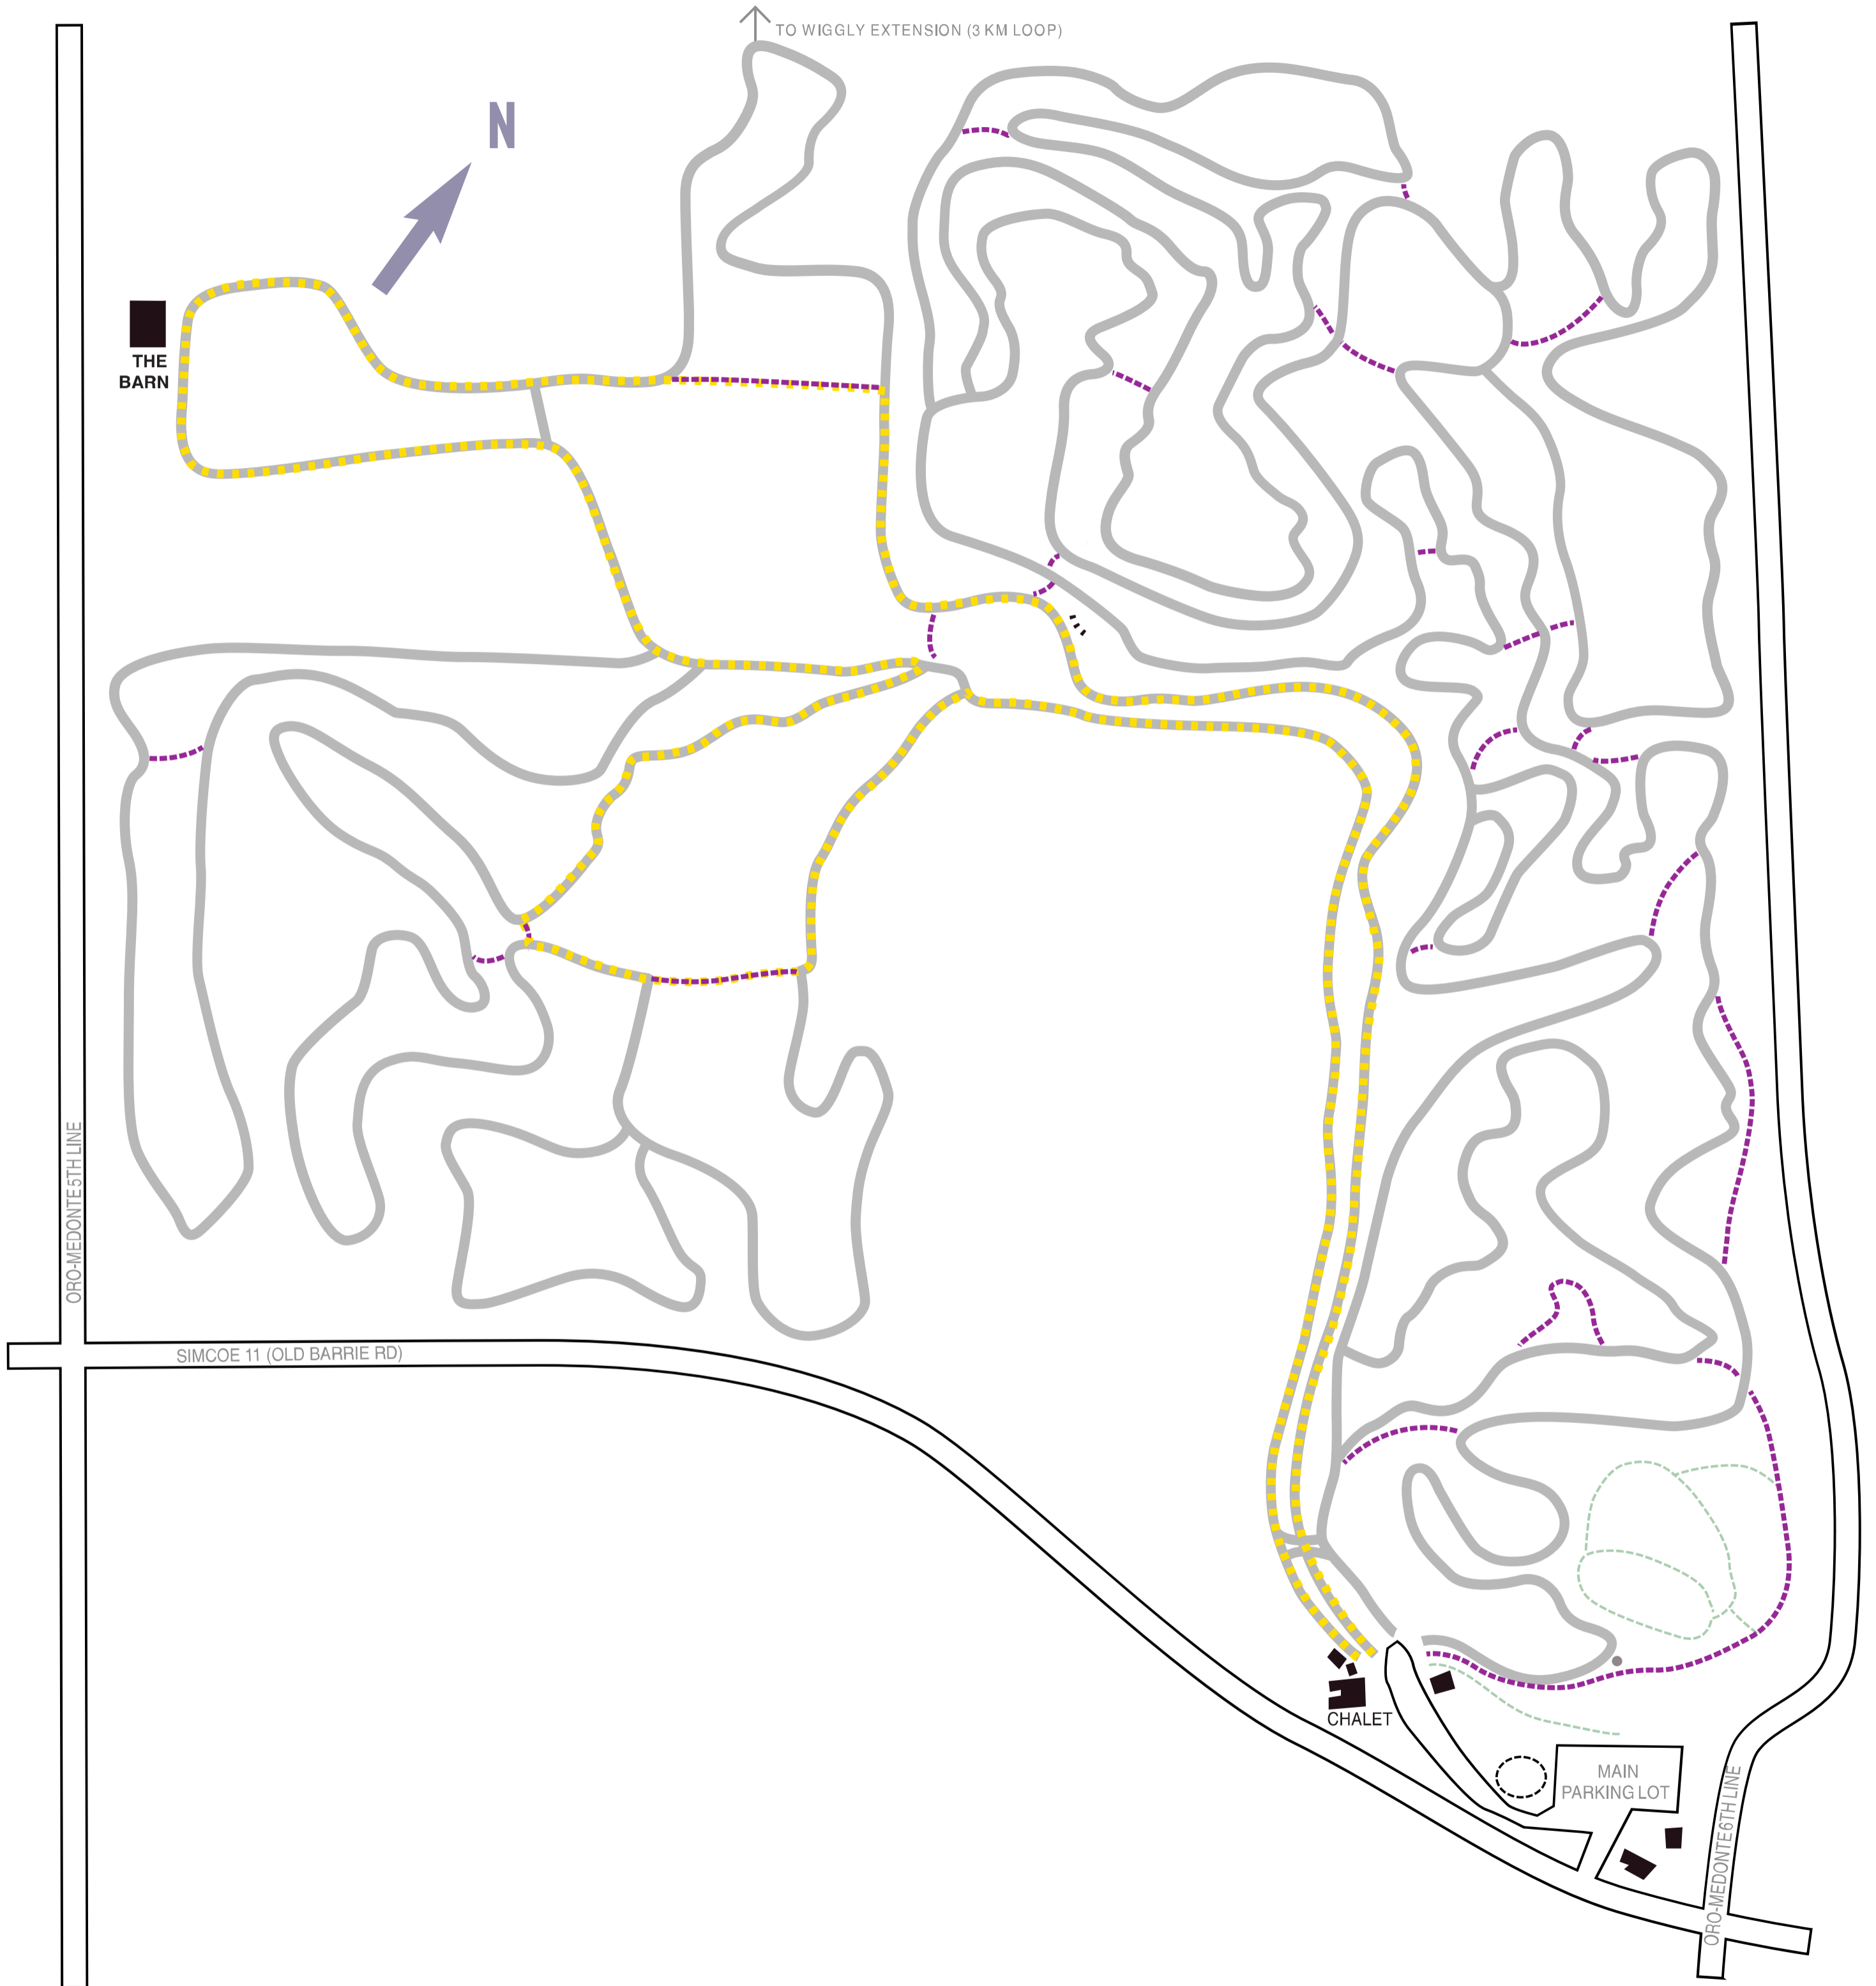 TO WIGGLY EXTENSION (3 KM LOOP)
N
THE
BARN
ORO-MEDONTE 5TH LINE
SIMCOE 11 (OLD BARRIE RD)
CHALET
MAIN
PARKING LOT
ORO-MEDONTE 6TH LINE